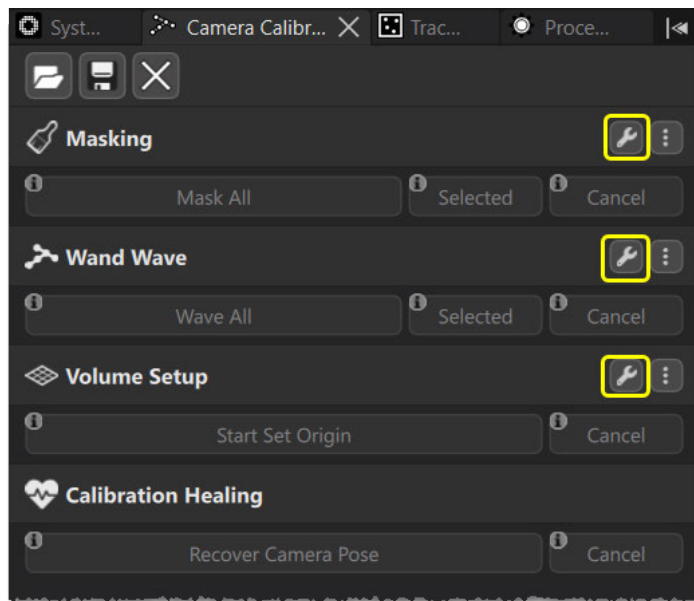 Syst... Camera Calibr... Trac... Proce...
Masking
Mask All Selected Cancel
Wand Wave
Wave All Selected Cancel
Volume Setup
Start Set Origin Cancel
Calibration Healing
Recover Camera Pose Cancel